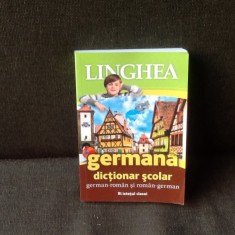 LINGHEA
germană
dicționar școlar
german-român și român-german